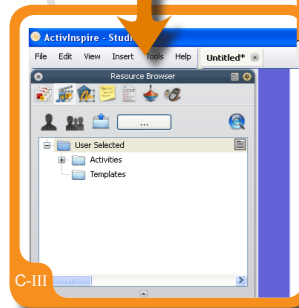 ActivInspire - Studi
File Edit View Insert Tools Help Untitled*
Resource Browser
...
User Selected
Activities
Templates
C-III